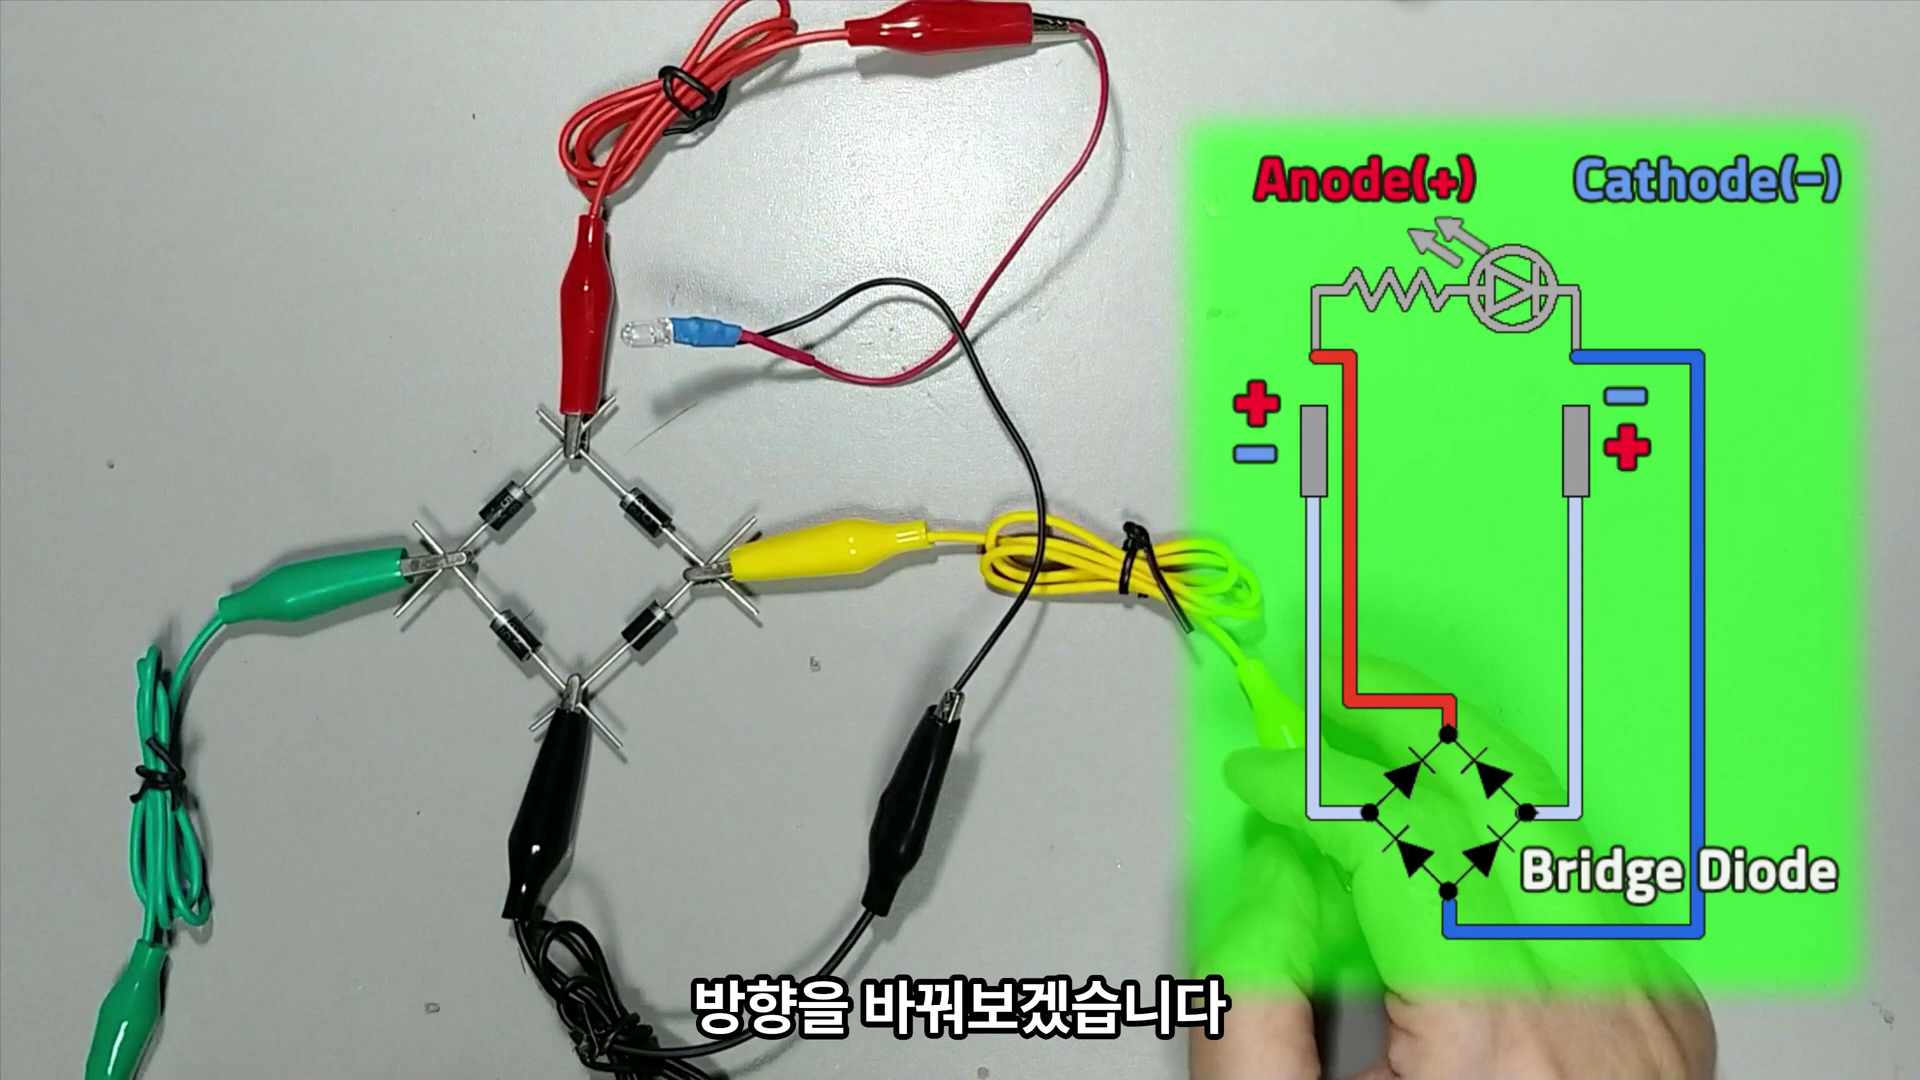 Anode(+) Cathode(-)
+ -
- +
Bridge Diode
방향을 바꿔보겠습니다